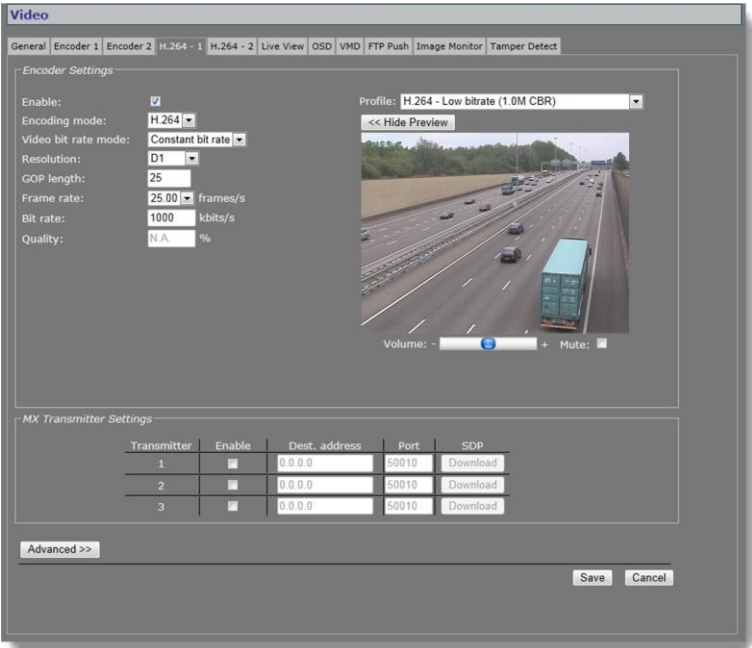 Video
General Encoder 1 Encoder 2 H.264 - 1 H.264 - 2 Live View OSD VMD FTP Push Image Monitor Tamper Detect
Encoder Settings
Enable:
Profile: H.264 - Low bitrate (1.0M CBR)
Encoding mode: H.264
<< Hide Preview
Video bit rate mode: Constant bit rate
Resolution: D1
GOP length: 25
Frame rate: 25.00 frames/s
Bit rate: 1000 kbits/s
Quality: N.A. %
Volume: - + Mute:
MX Transmitter Settings
Transmitter Enable Dest. address Port SDP
1 0.0.0.0 50010 Download
2 0.0.0.0 50010 Download
3 0.0.0.0 50010 Download
Advanced >>
Save Cancel